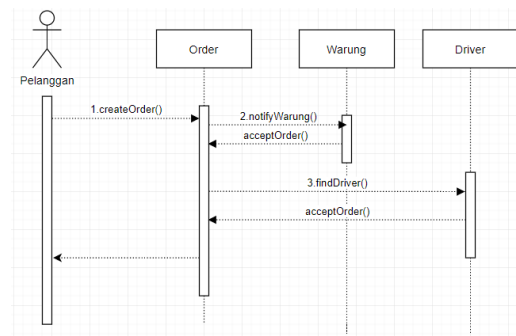 Order
Warung
Driver
Pelanggan
1.createOrder()
2.notifyWarung()
acceptOrder()
3.findDriver()
acceptOrder()